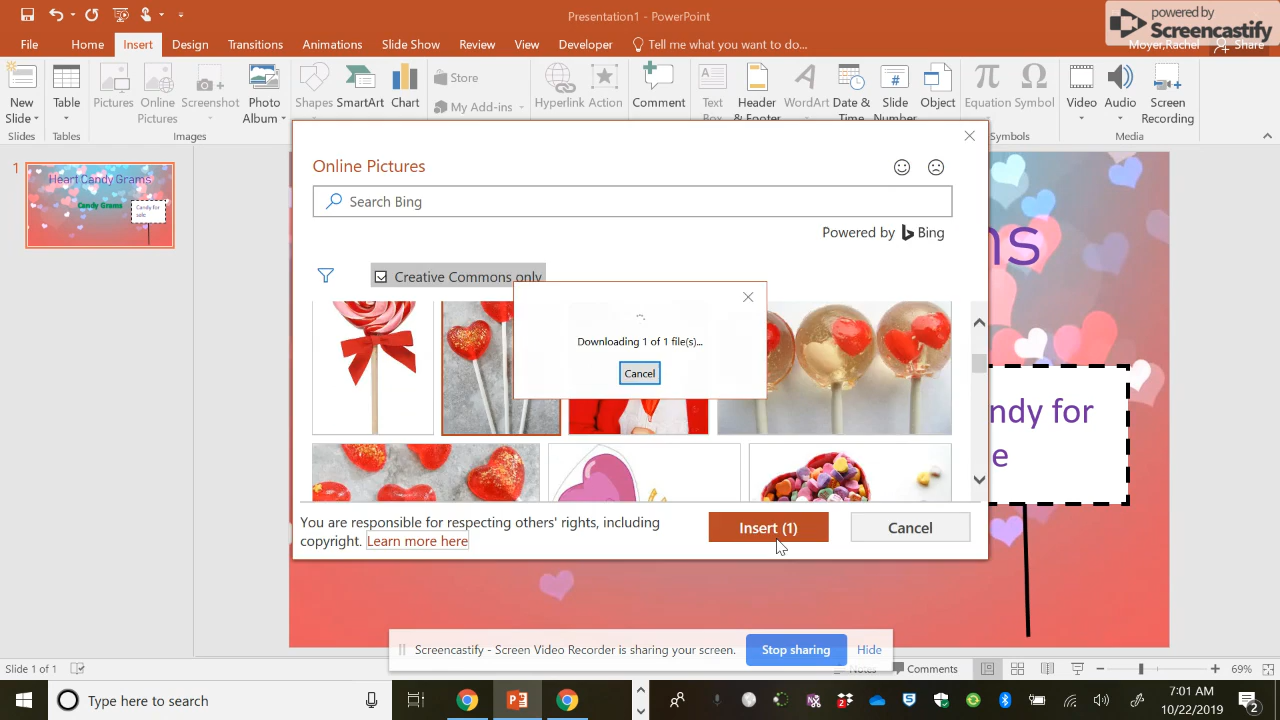 Presentation1 - PowerPoint
powered by
Screencastify
File Home Insert Design Transitions Animations Slide Show Review View Developer Tell me what you want to do... Moyer,Rachel Share
Store
My Add-ins
New Slide Table Pictures Online Pictures Screenshot Photo Album Shapes SmartArt Chart Hyperlink Action Comment Text Box Header & Footer WordArt Date & Time Slide Number Object Equation Symbol Video Audio Screen Recording
Slides Tables Images Symbols Media
1
Heart Candy Grams
Candy Grams
Candy for
sale
Online Pictures
Search Bing
Powered by Bing
Creative Commons only
Downloading 1 of 1 file(s)...
Cancel
ms
ndy for
e
You are responsible for respecting others' rights, including
copyright. Learn more here
Insert (1)
Cancel
Screencastify - Screen Video Recorder is sharing your screen. Stop sharing Hide
Slide 1 of 1 Notes Comments 69%
Type here to search
7:01 AM
10/22/2019
2